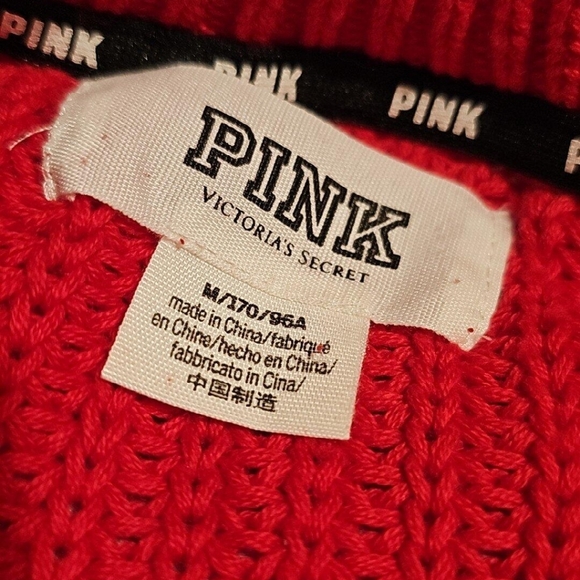 PINK PINK PINK P
PINK
VICTORIA'S SECRET
M/170/96A
made in China/fabriqué
en Chine/hecho en China/
fabbricato in Cina/
中国制造